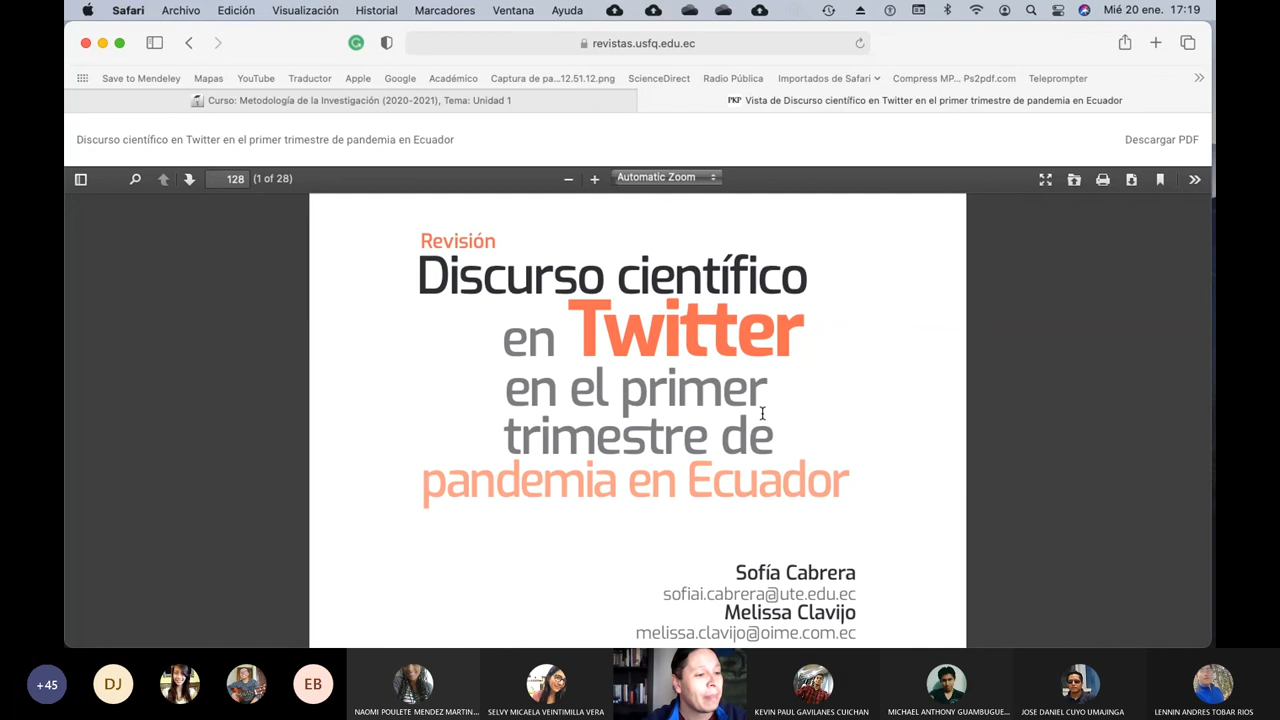 Safari Archivo Edición Visualización Historial Marcadores Ventana Ayuda Mié 20 ene. 17:19
revistas.usfq.edu.ec
Save to Mendeley Mapas YouTube Traductor Apple Google Académico Captura de pa...12.51.12.png ScienceDirect Radio Pública Importados de Safari Compress MP... Ps2pdf.com Teleprompter
Curso: Metodología de la Investigación (2020-2021), Tema: Unidad 1
PKP Vista de Discurso científico en Twitter en el primer trimestre de pandemia en Ecuador
Discurso científico en Twitter en el primer trimestre de pandemia en Ecuador Descargar PDF
128 (1 of 28) Automatic Zoom
Revisión
Discurso científico
en Twitter
en el primer
trimestre de
pandemia en Ecuador
Sofía Cabrera
sofiai.cabrera@ute.edu.ec
Melissa Clavijo
melissa.clavijo@oime.com.ec
+45 DJ EB
NAOMI POULETE MENDEZ MARTIN... SELVY MICAELA VEINTIMILLA VERA KEVIN PAUL GAVILANES CUICHAN MICHAEL ANTHONY GUAMBUGUE... JOSE DANIEL CUYO UMAJINGA LENNIN ANDRES TOBAR RIOS